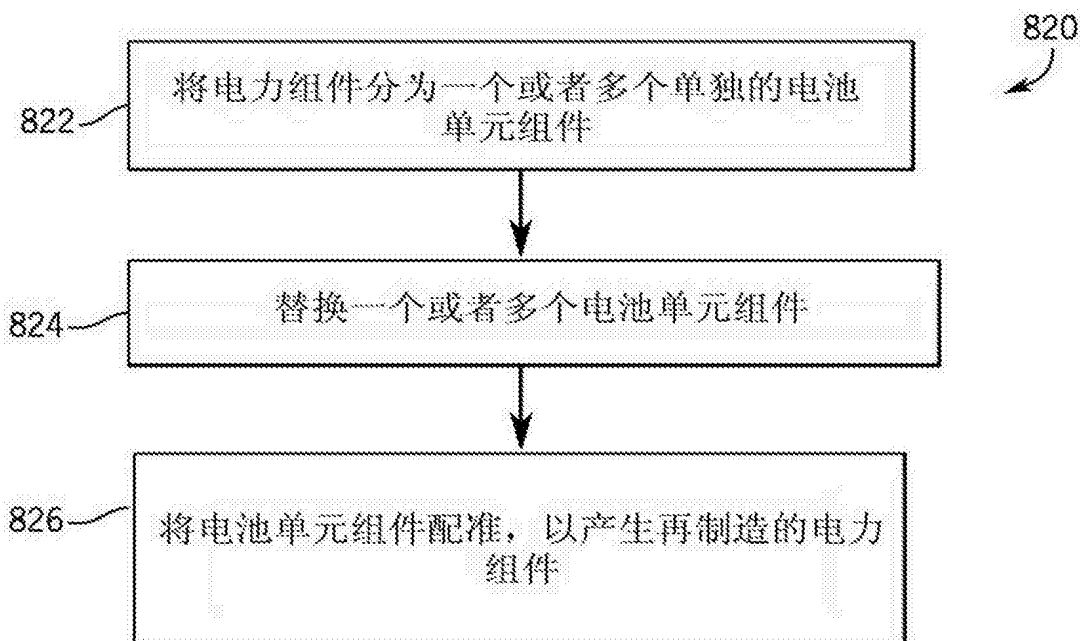 820
822
将电力组件分为一个或者多个单独的电池
单元组件
824
替换一个或者多个电池单元组件
826
将电池单元组件配准，以产生再制造的电力
组件